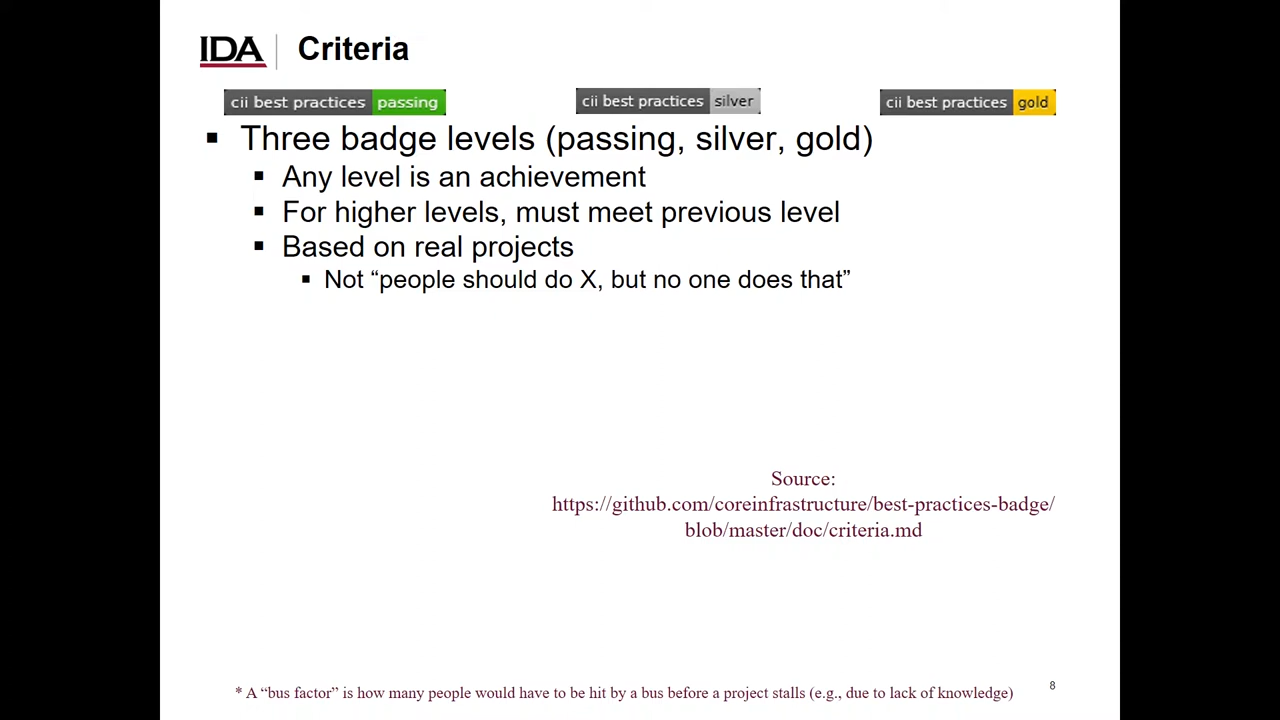 IDA
Criteria
cii best practices passing
cii best practices silver
cii best practices gold
▪ Three badge levels (passing, silver, gold)
▪ Any level is an achievement
▪ For higher levels, must meet previous level
▪ Based on real projects
▪ Not “people should do X, but no one does that”
Source:
https://github.com/coreinfrastructure/best-practices-badge/
blob/master/doc/criteria.md
* A “bus factor” is how many people would have to be hit by a bus before a project stalls (e.g., due to lack of knowledge)
8